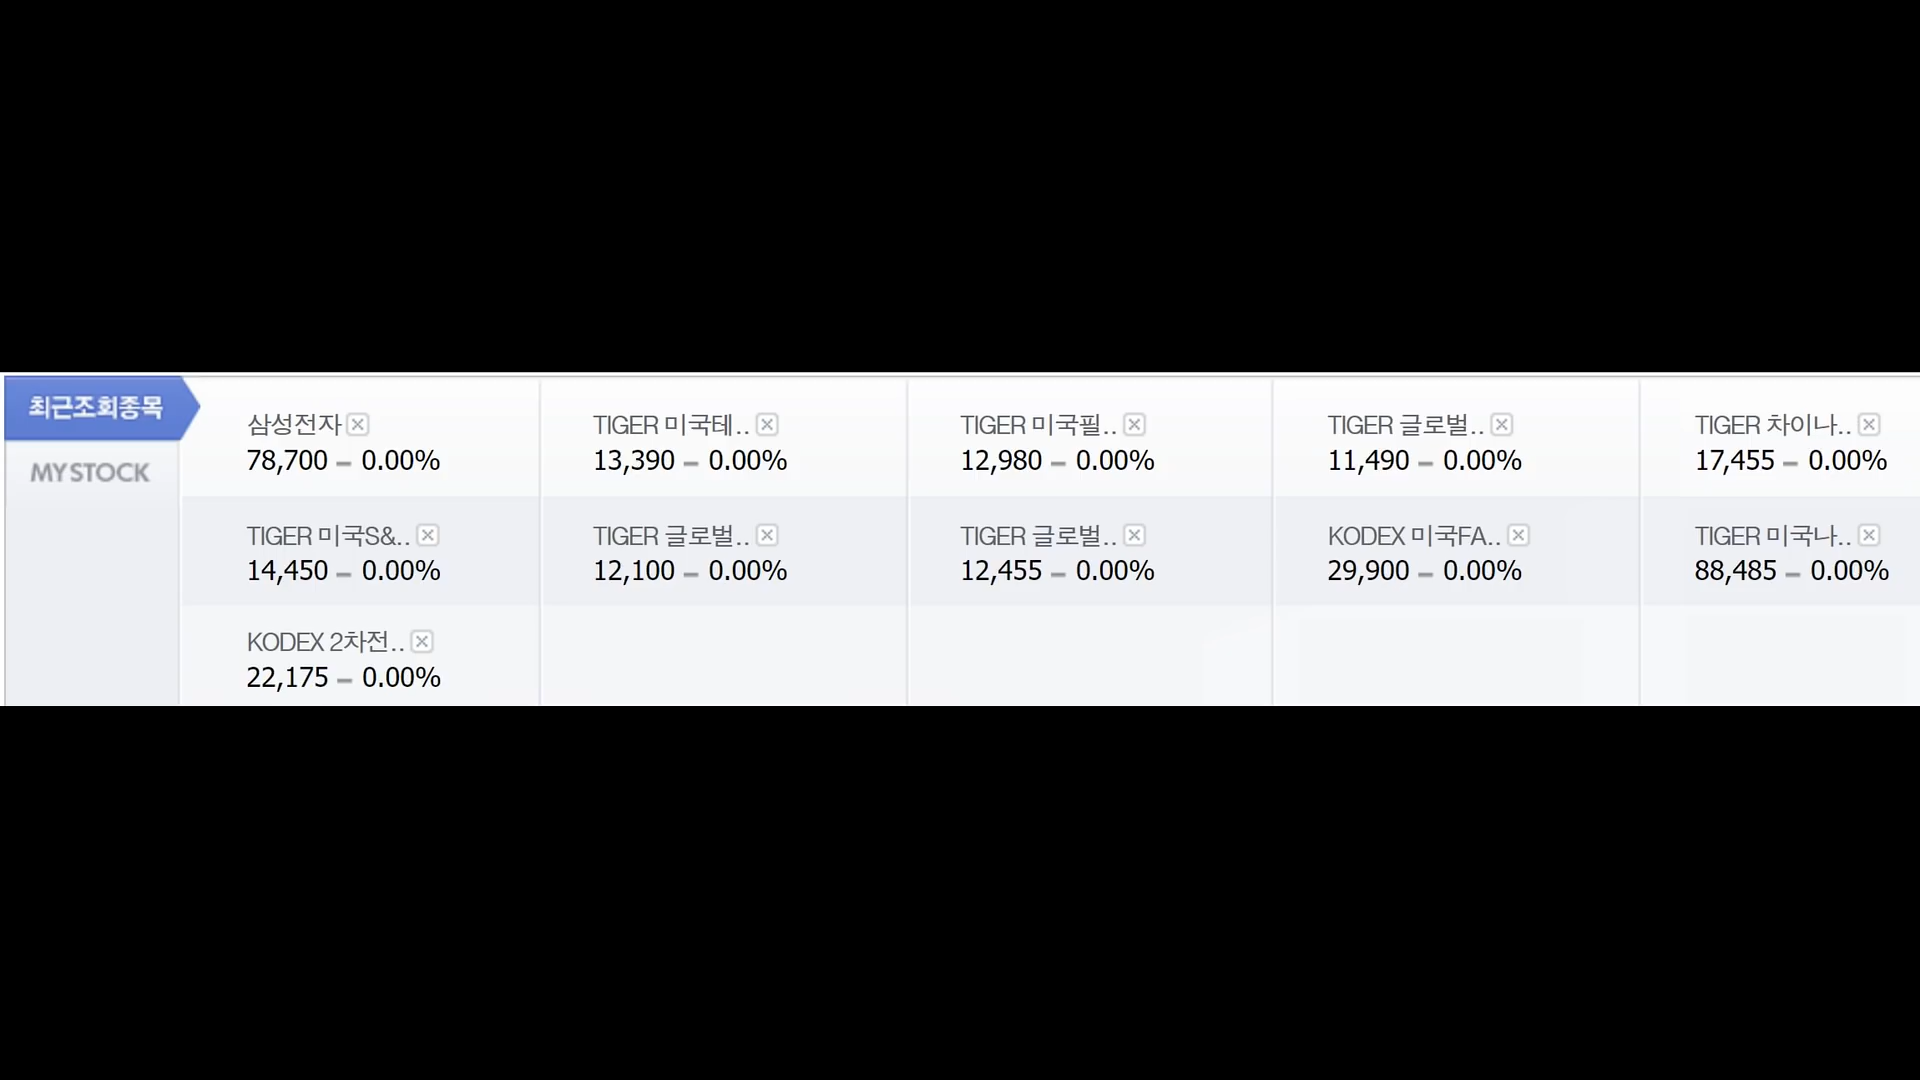 최근조회종목
MYSTOCK
삼성전자
78,700 – 0.00%
TIGER 미국테..
13,390 – 0.00%
TIGER 미국필..
12,980 – 0.00%
TIGER 글로벌..
11,490 – 0.00%
TIGER 차이나..
17,455 – 0.00%
TIGER 미국S&..
14,450 – 0.00%
TIGER 글로벌..
12,100 – 0.00%
TIGER 글로벌..
12,455 – 0.00%
KODEX 미국FA..
29,900 – 0.00%
TIGER 미국나..
88,485 – 0.00%
KODEX 2차전..
22,175 – 0.00%